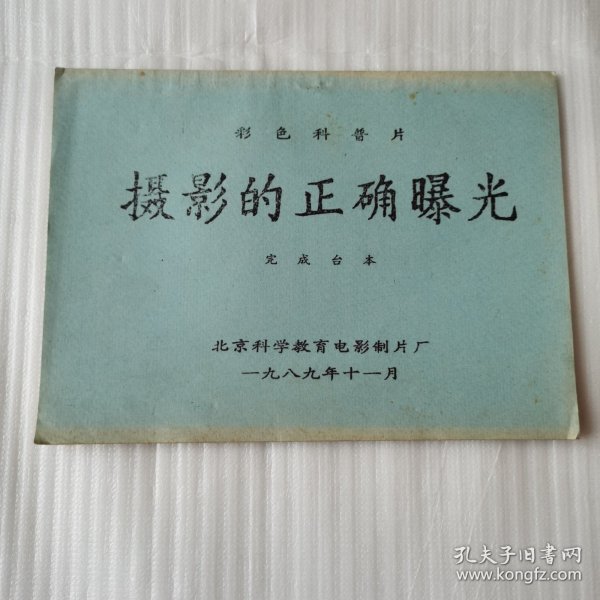 彩色科普片
摄影的正确曝光
完成台本
北京科学教育电影制片厂
一九八九年十一月
孔夫子旧书网
www.kongfz.com